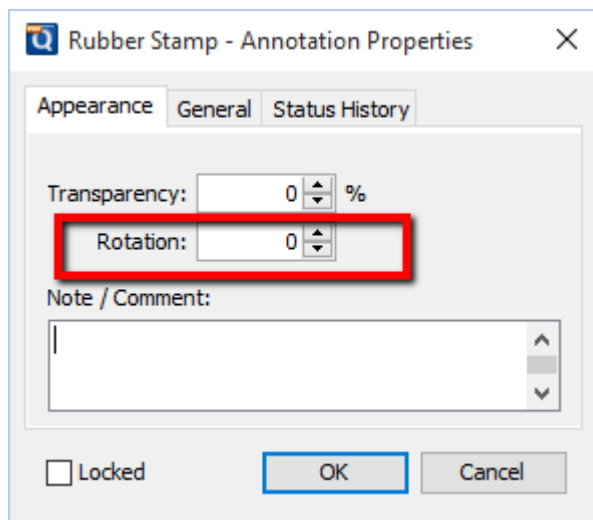 Rubber Stamp - Annotation Properties
Appearance General Status History
Transparency: 0 %
Rotation: 0
Note / Comment:
Locked OK Cancel